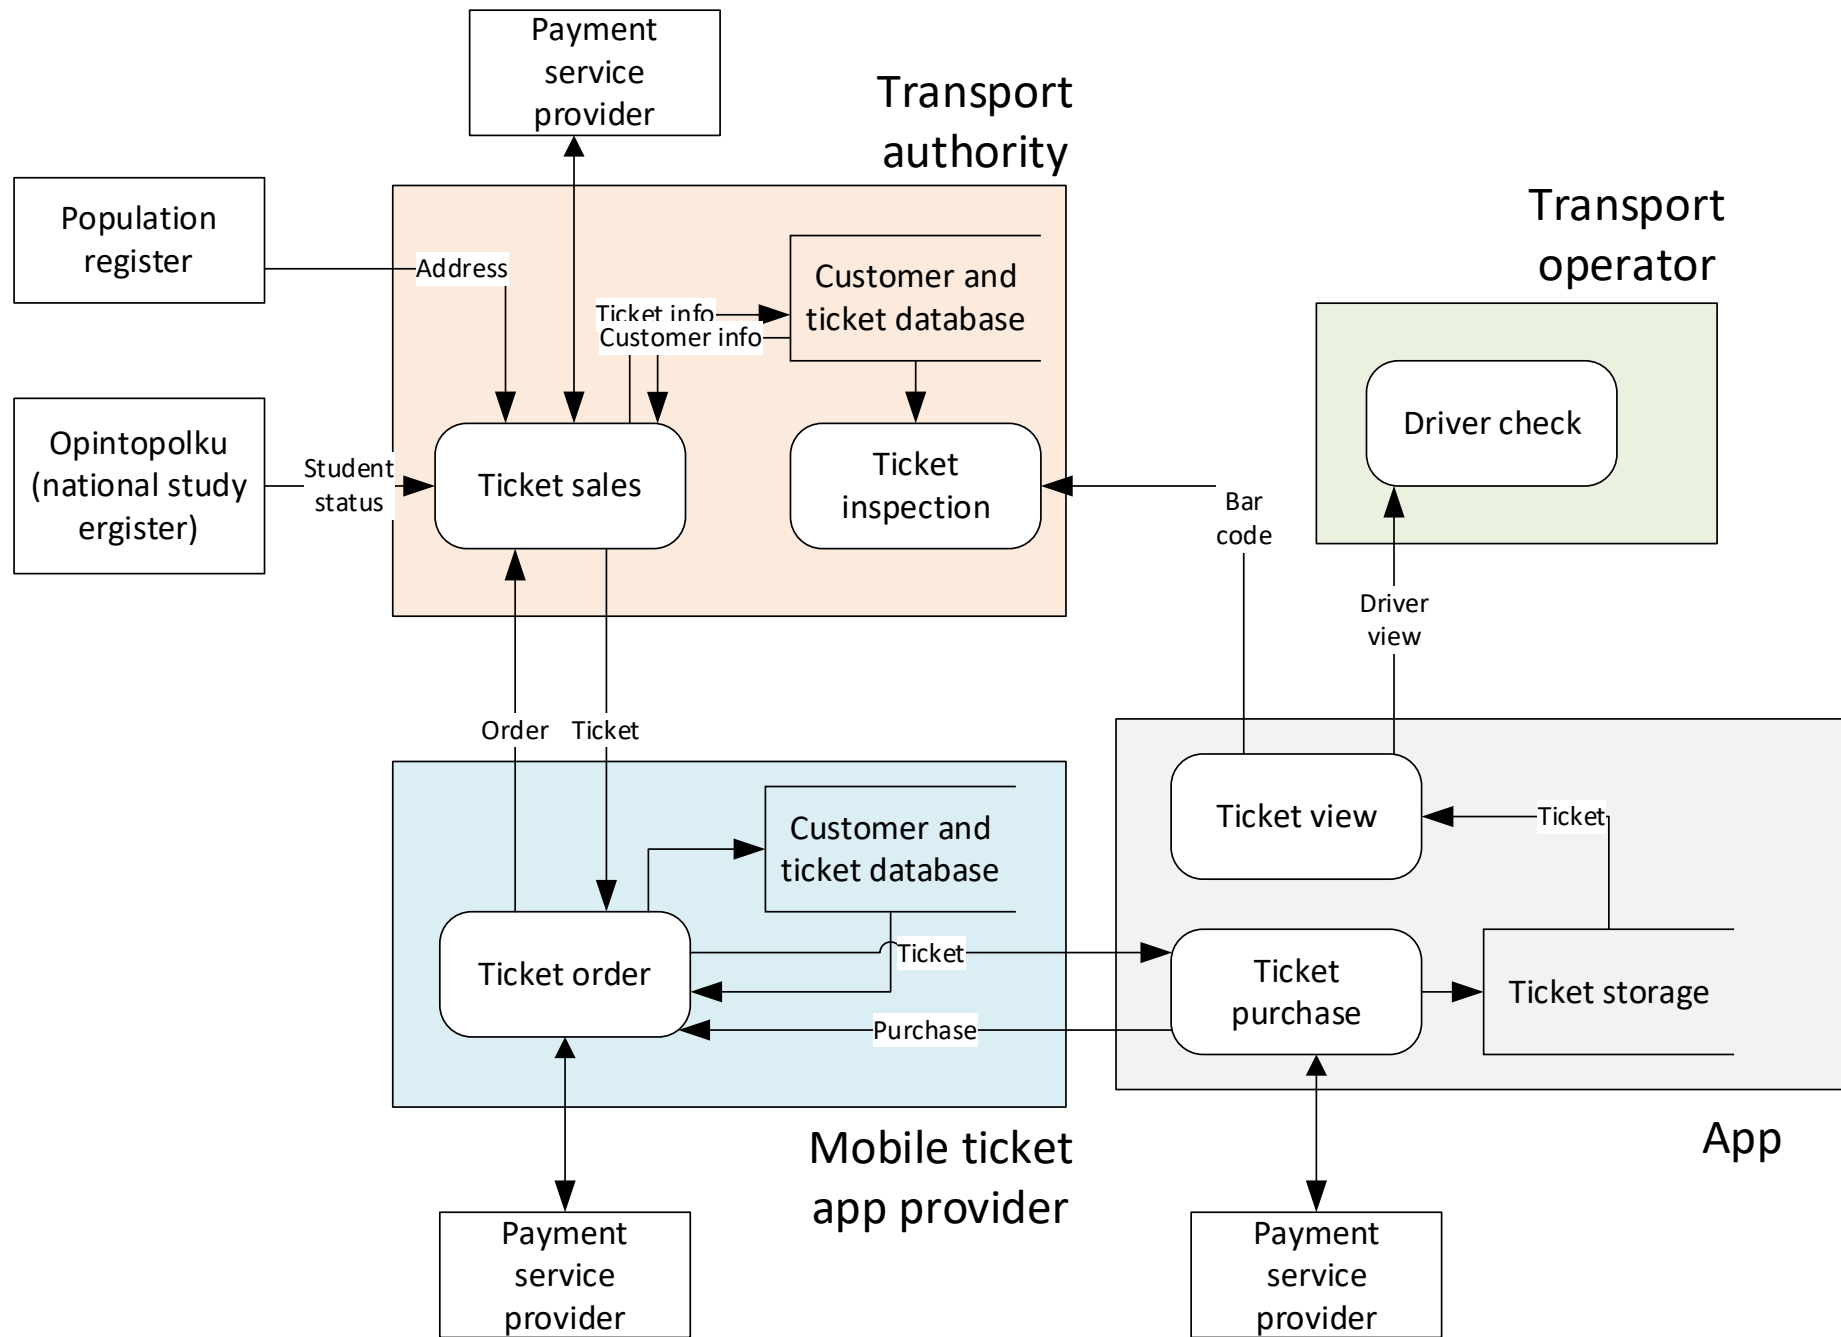 Payment
service
provider
Transport
authority
Population
register
Transport
operator
Address
Customer and
ticket database
Ticket info
Customer info
Driver check
Opintopolku
(national study
ergister)
Student
status
Ticket sales
Ticket
inspection
Bar
code
Driver
view
Order
Ticket
Customer and
ticket database
Ticket view
Ticket
Ticket order
Ticket
Ticket
purchase
Ticket storage
Purchase
Mobile ticket
app provider
App
Payment
service
provider
Payment
service
provider